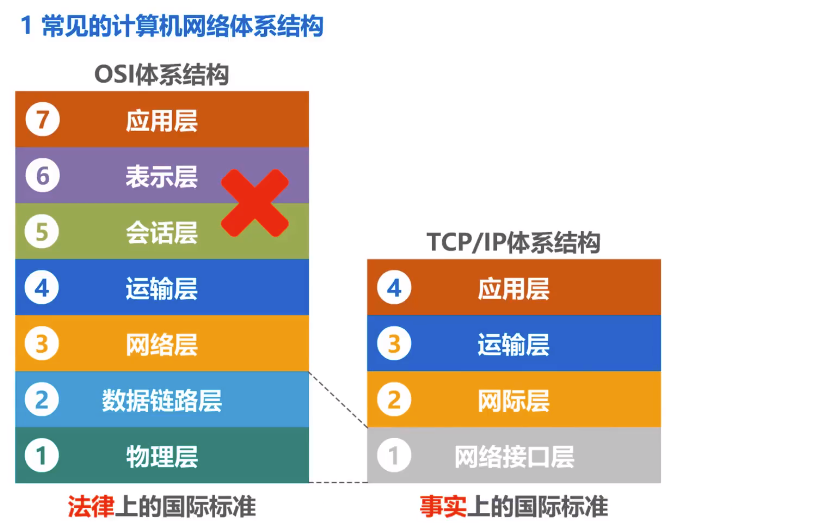 1 常见的计算机网络体系结构
OSI体系结构
7 应用层
6 表示层
5 会话层
4 运输层
3 网络层
2 数据链路层
1 物理层
法律上的国际标准
TCP/IP体系结构
4 应用层
3 运输层
2 网际层
1 网络接口层
事实上的国际标准